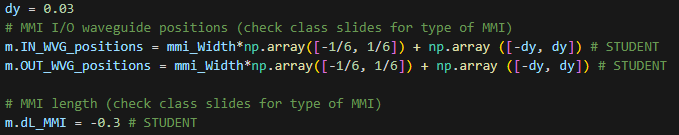 dy = 0.03
# MMI I/O waveguide positions (check class slides for type of MMI)
m.IN_WVG_positions = mmi_Width*np.array([-1/6, 1/6]) + np.array ([-dy, dy]) # STUDENT
m.OUT_WVG_positions = mmi_Width*np.array([-1/6, 1/6]) + np.array ([-dy, dy]) # STUDENT
# MMI length (check class slides for type of MMI)
m.dL_MMI = -0.3 # STUDENT